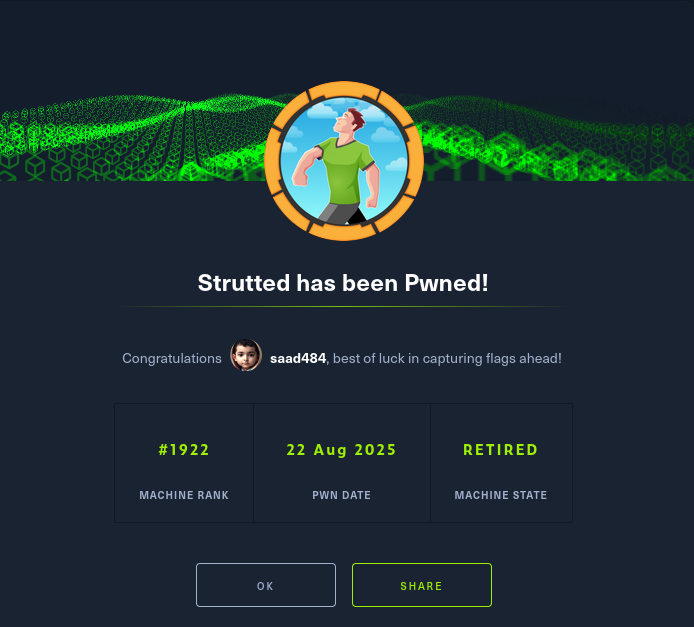 Strutted has been Pwned!
Congratulations saad484, best of luck in capturing flags ahead!
#1922 22 Aug 2025 RETIRED
MACHINE RANK PWN DATE MACHINE STATE
OK SHARE